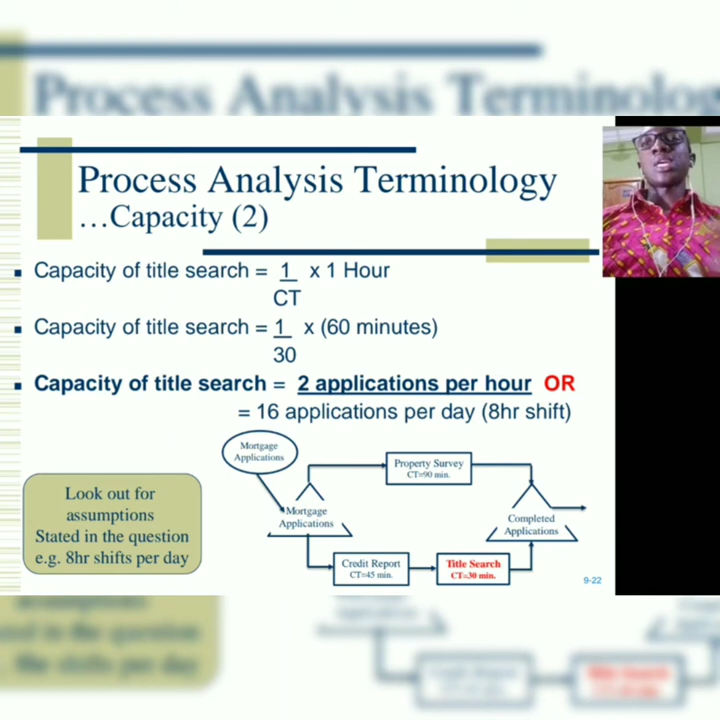 Process Analysis Terminolog
Process Analysis Terminology
…Capacity (2)
Capacity of title search = 1 x 1 Hour
CT
Capacity of title search = 1 x (60 minutes)
30
Capacity of title search = 2 applications per hour OR
= 16 applications per day (8hr shift)
Mortgage
Applications
Property Survey
CT=90 min.
Look out for
assumptions
Stated in the question
e.g. 8hr shifts per day
Mortgage
Applications
Completed
Applications
Credit Report
CT=45 min.
Title Search
CT=30 min.
9-22